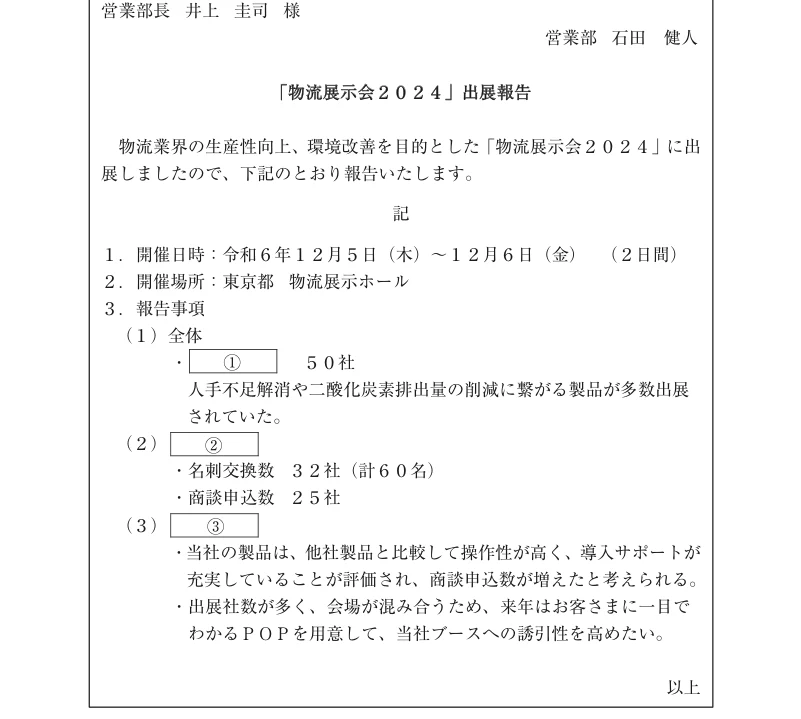 営業部長　井上　圭司　様
営業部　石田　健人
「物流展示会２０２４」出展報告
物流業界の生産性向上、環境改善を目的とした「物流展示会２０２４」に出
展しましたので、下記のとおり報告いたします。
記
１．開催日時：令和６年１２月５日（木）～１２月６日（金）　（２日間）
２．開催場所：東京都　物流展示ホール
３．報告事項
（１）全体
・①　５０社
人手不足解消や二酸化炭素排出量の削減に繋がる製品が多数出展
されていた。
（２）②
・名刺交換数　３２社（計６０名）
・商談申込数　２５社
（３）③
・当社の製品は、他社製品と比較して操作性が高く、導入サポートが
充実していることが評価され、商談申込数が増えたと考えられる。
・出展社数が多く、会場が混み合うため、来年はお客さまに一目で
わかるＰＯＰを用意して、当社ブースへの誘引性を高めたい。
以上